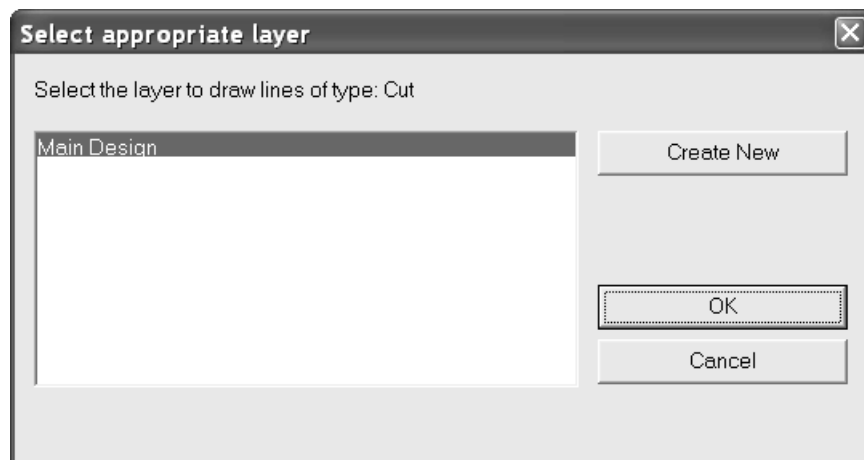 Select appropriate layer
Select the layer to draw lines of type: Cut
Main Design
Create New
OK
Cancel